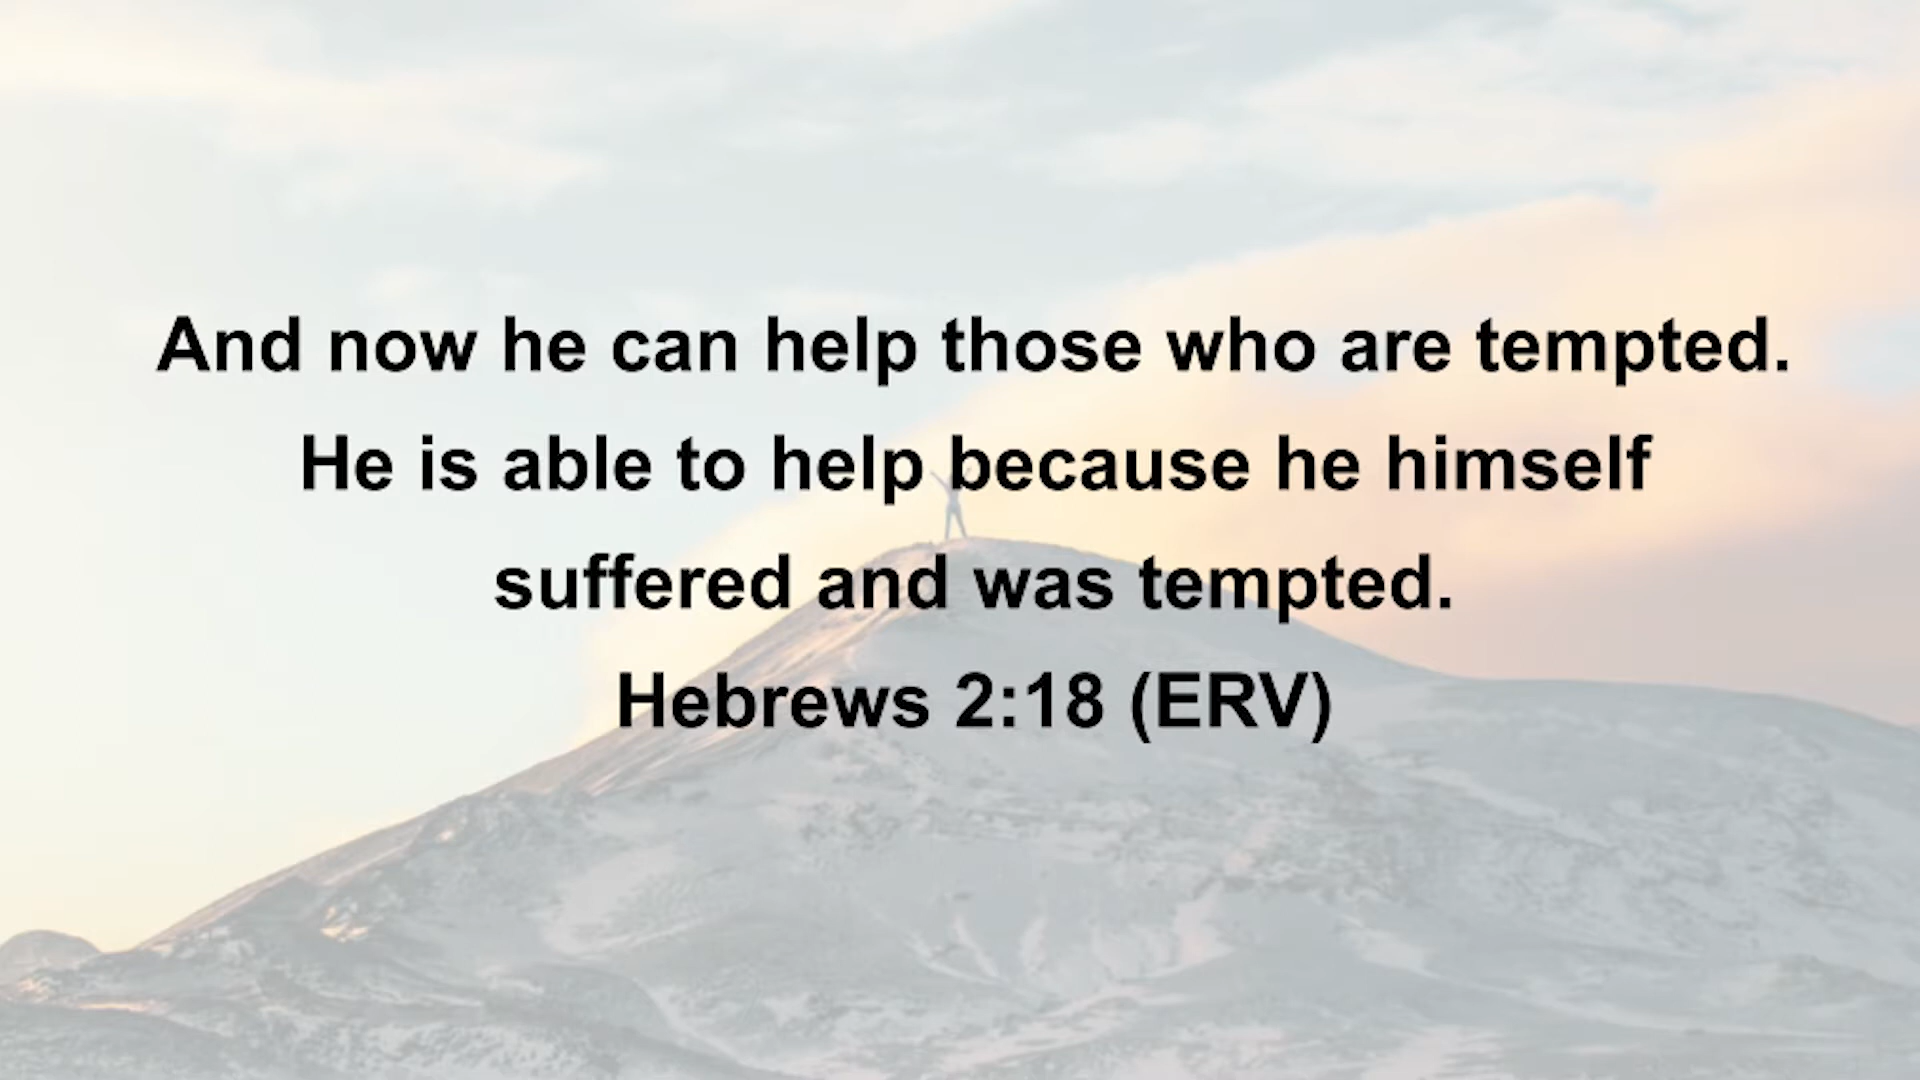 And now he can help those who are tempted.
He is able to help because he himself
suffered and was tempted.
Hebrews 2:18 (ERV)